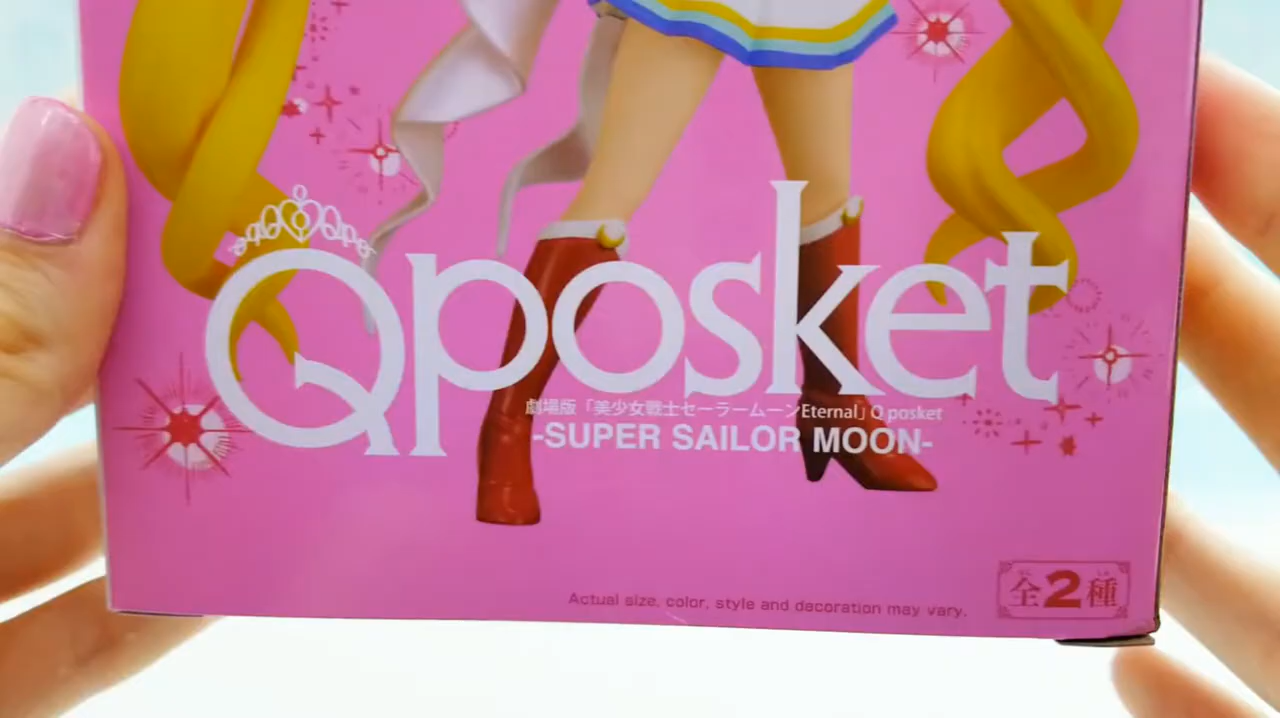 Qposket
劇場版「美少女戦士セーラームーンEternal」Q posket
-SUPER SAILOR MOON-
Actual size, color, style and decoration may vary.
全2種